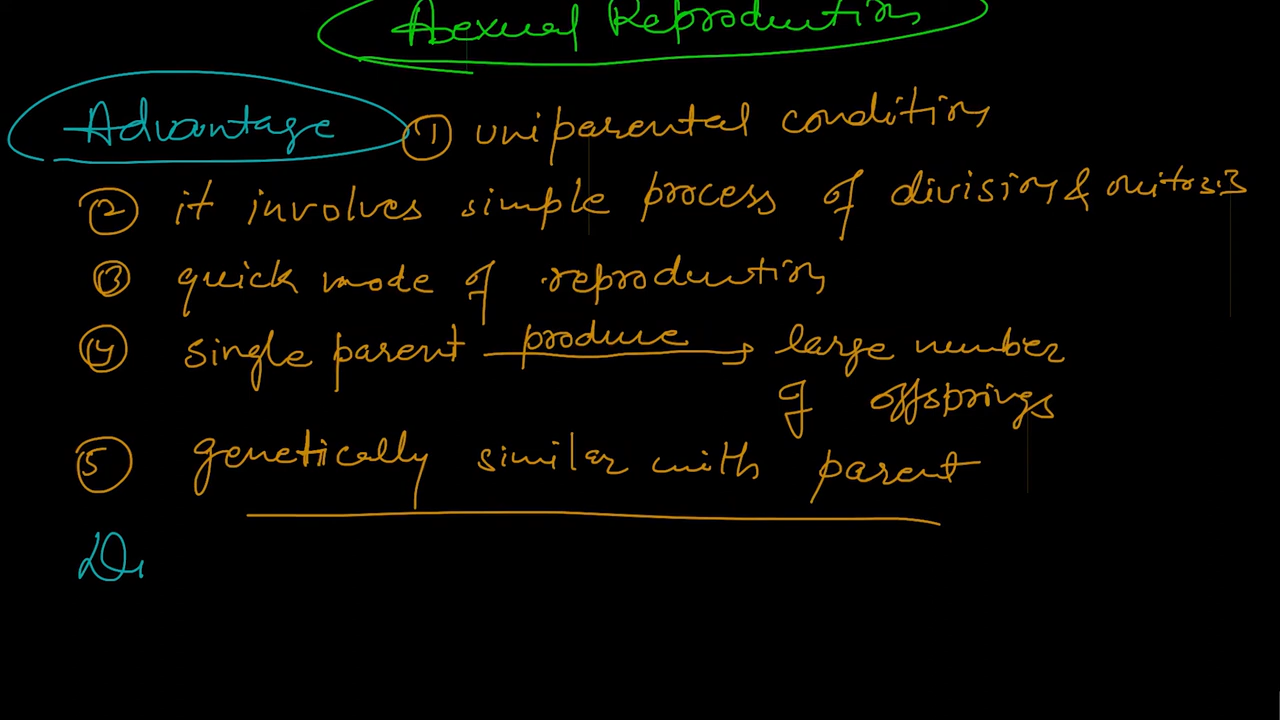 Asexual Reproduction
Advantage ① uniparental condition
② it involves simple process of division & mitosis
③ quick mode of reproduction
④ single parent produce → large number
of offsprings
⑤ genetically similar with parent
Di